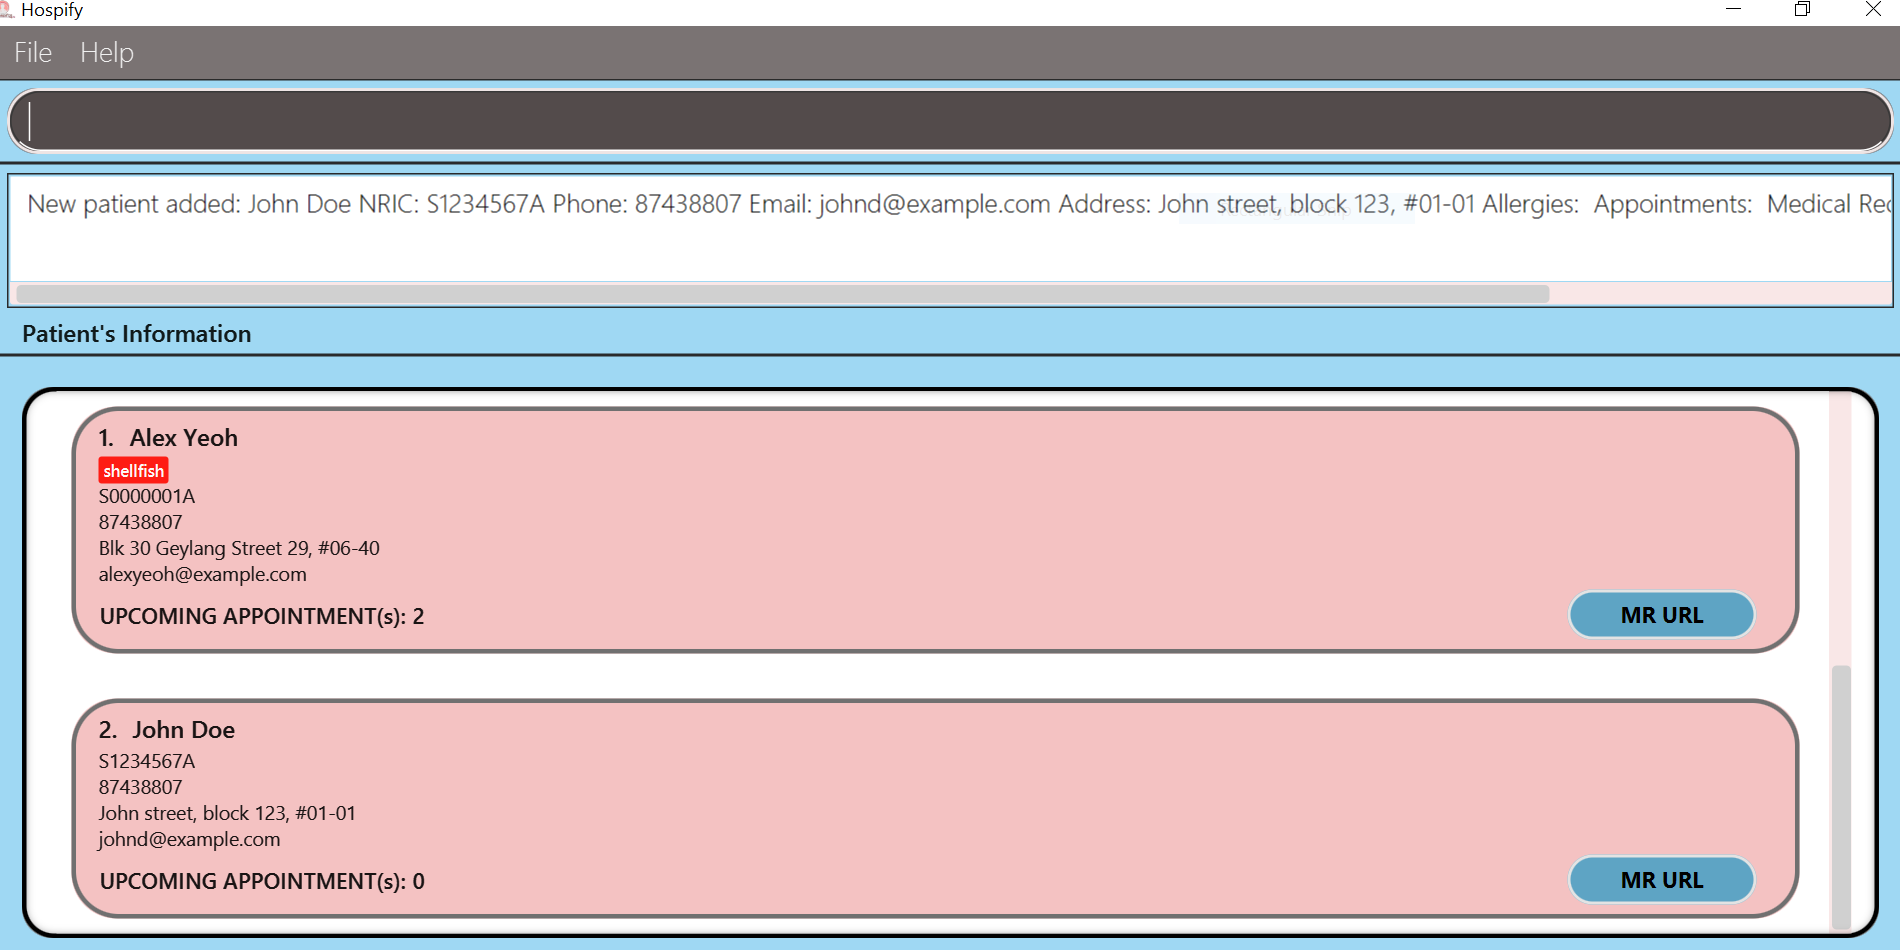 Hospify
File Help
New patient added: John Doe NRIC: S1234567A Phone: 87438807 Email: johnd@example.com Address: John street, block 123, #01-01 Allergies: Appointments: Medical Rec
Patient's Information
1. Alex Yeoh
shellfish
S0000001A
87438807
Blk 30 Geylang Street 29, #06-40
alexyeoh@example.com
UPCOMING APPOINTMENT(s): 2
MR URL
2. John Doe
S1234567A
87438807
John street, block 123, #01-01
johnd@example.com
UPCOMING APPOINTMENT(s): 0
MR URL